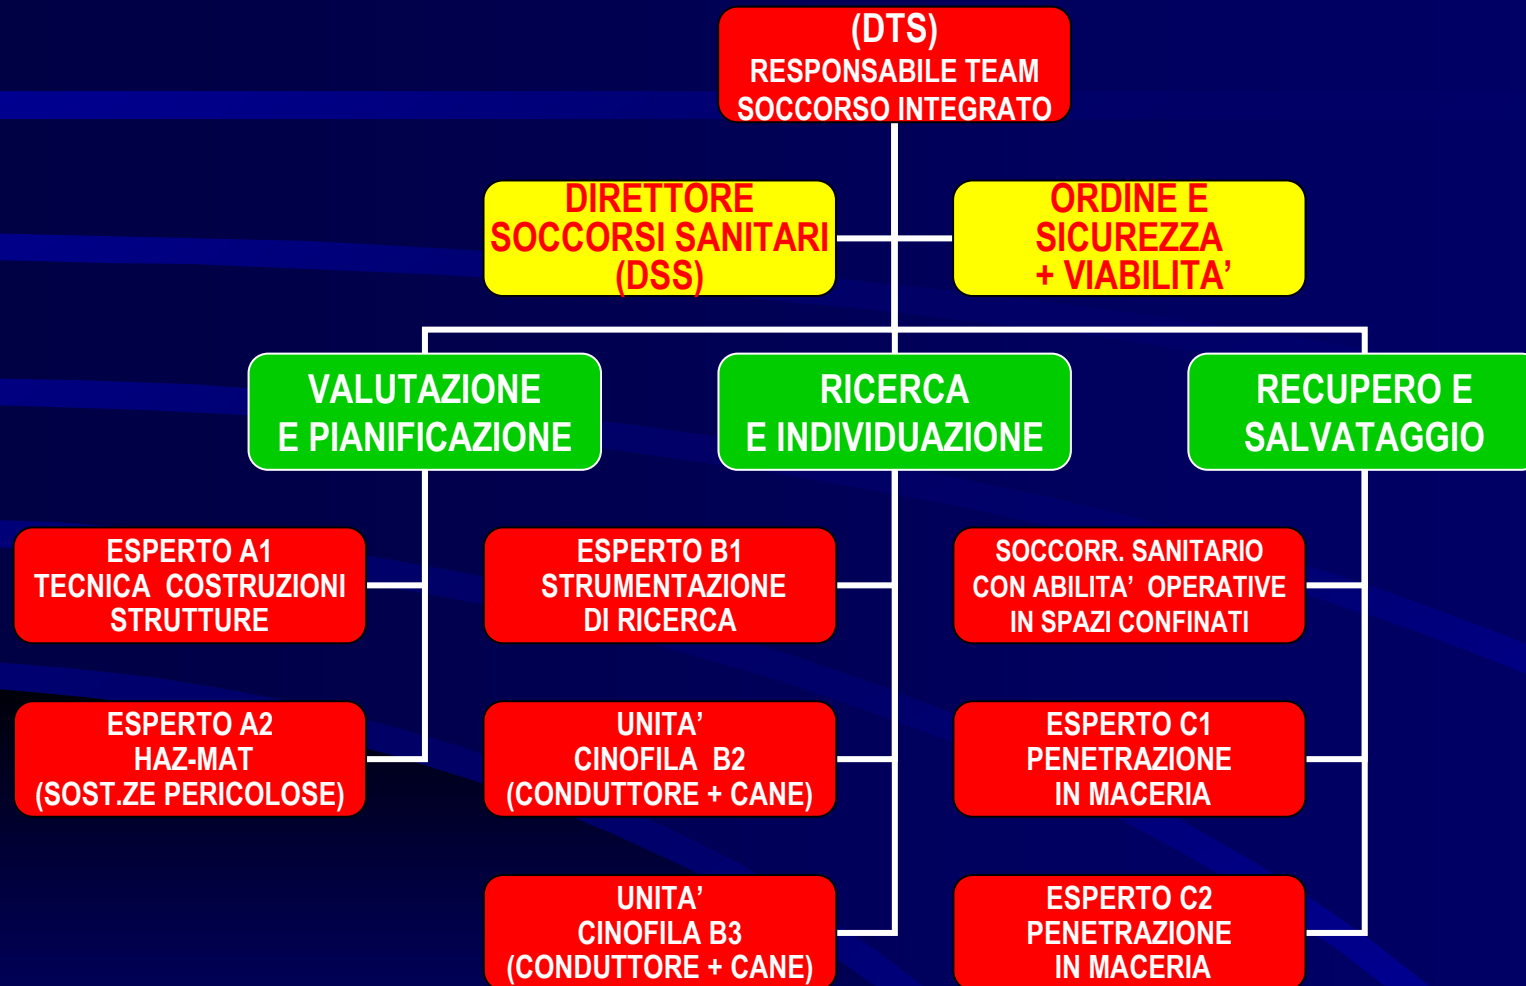 (DTS)
RESPONSABILE TEAM
SOCCORSO INTEGRATO
DIRETTORE
SOCCORSI SANITARI
(DSS)
ORDINE E
SICUREZZA
+ VIABILITA’
VALUTAZIONE
E PIANIFICAZIONE
RICERCA
E INDIVIDUAZIONE
RECUPERO E
SALVATAGGIO
ESPERTO A1
TECNICA COSTRUZIONI
STRUTTURE
ESPERTO B1
STRUMENTAZIONE
DI RICERCA
SOCCORR. SANITARIO
CON ABILITA’ OPERATIVE
IN SPAZI CONFINATI
ESPERTO A2
HAZ-MAT
(SOST.ZE PERICOLOSE)
UNITA’
CINOFILA B2
(CONDUTTORE + CANE)
ESPERTO C1
PENETRAZIONE
IN MACERIA
UNITA’
CINOFILA B3
(CONDUTTORE + CANE)
ESPERTO C2
PENETRAZIONE
IN MACERIA